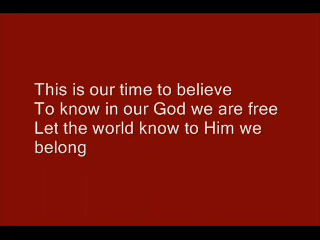 This is our time to believe
To know in our God we are free
Let the world know to Him we
belong